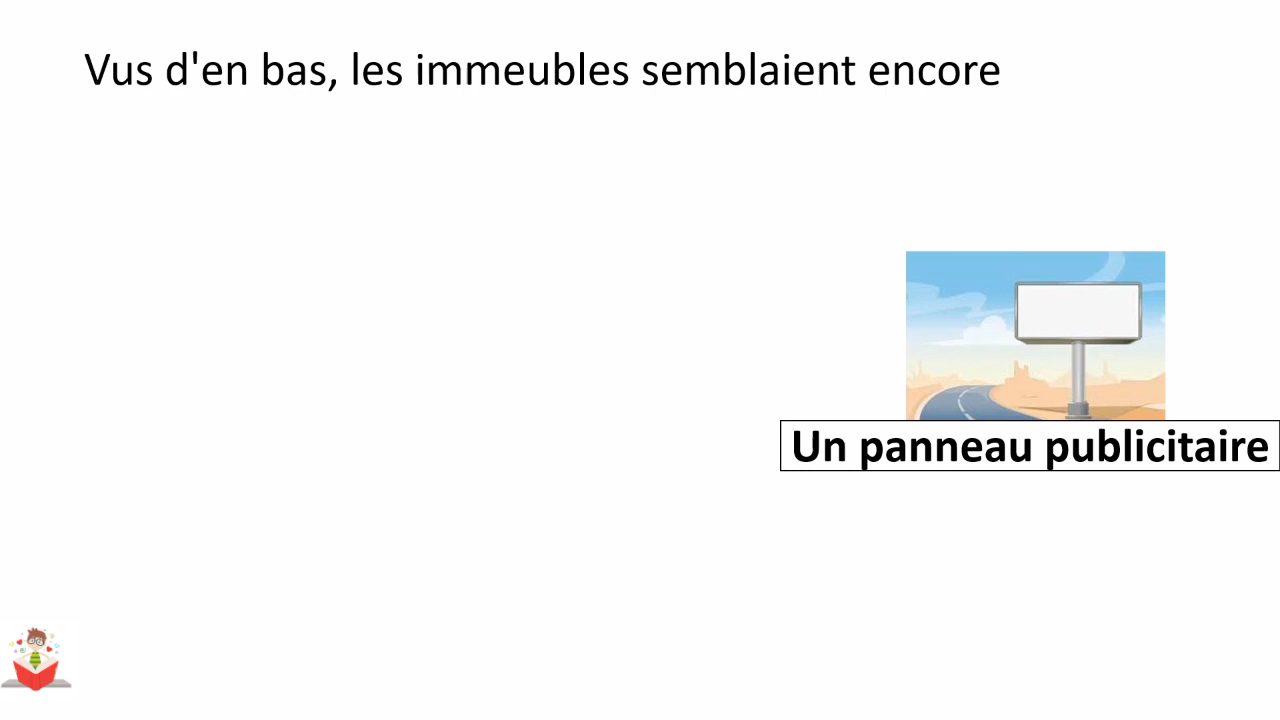 Vus d'en bas, les immeubles semblaient encore
Un panneau publicitaire